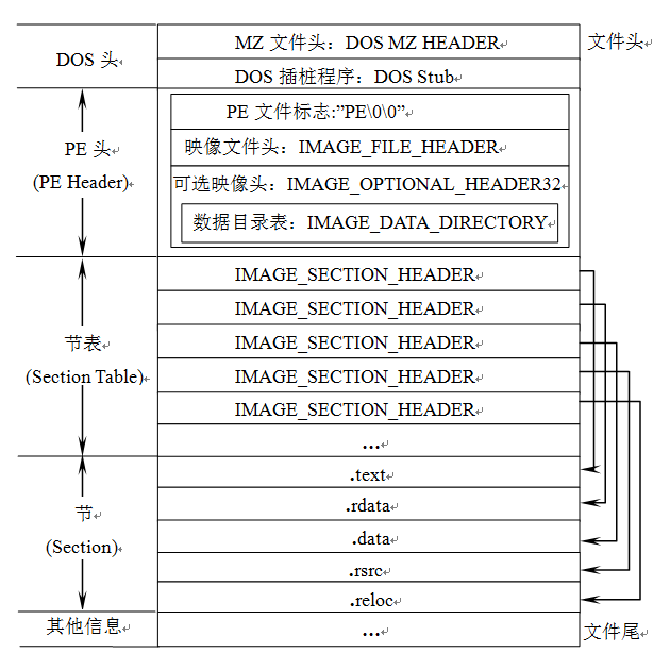 MZ 文件头：DOS MZ HEADER
文件头
DOS 头
DOS 插桩程序：DOS Stub
PE 文件标志:”PE\0\0”
PE 头
(PE Header)
映像文件头：IMAGE_FILE_HEADER
可选映像头：IMAGE_OPTIONAL_HEADER32
数据目录表：IMAGE_DATA_DIRECTORY
IMAGE_SECTION_HEADER
IMAGE_SECTION_HEADER
IMAGE_SECTION_HEADER
IMAGE_SECTION_HEADER
IMAGE_SECTION_HEADER
...
节表
(Section Table)
.text
.rdata
.data
.rsrc
.reloc
节
(Section)
其他信息
...
文件尾